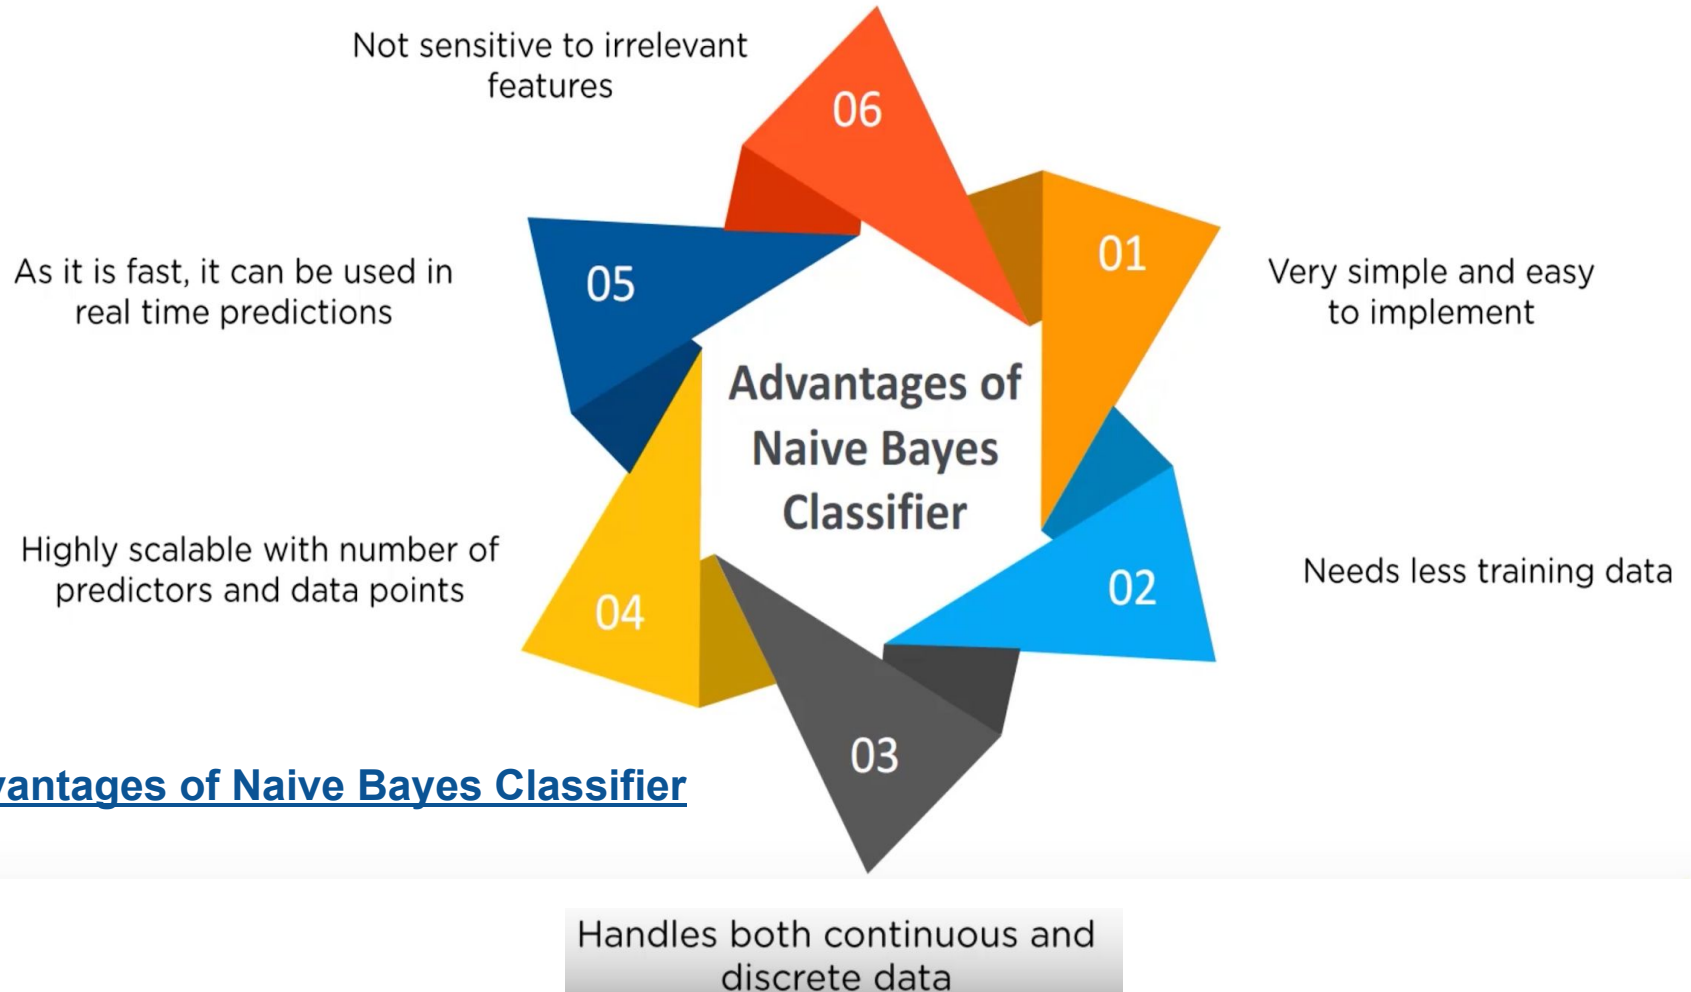 Not sensitive to irrelevant
features
06
01
Very simple and easy
to implement
05
As it is fast, it can be used in
real time predictions
Advantages of
Naive Bayes
Classifier
02
Needs less training data
Highly scalable with number of
predictors and data points
04
03
of Naive Bayes Classifier
Handles both continuous and
discrete data